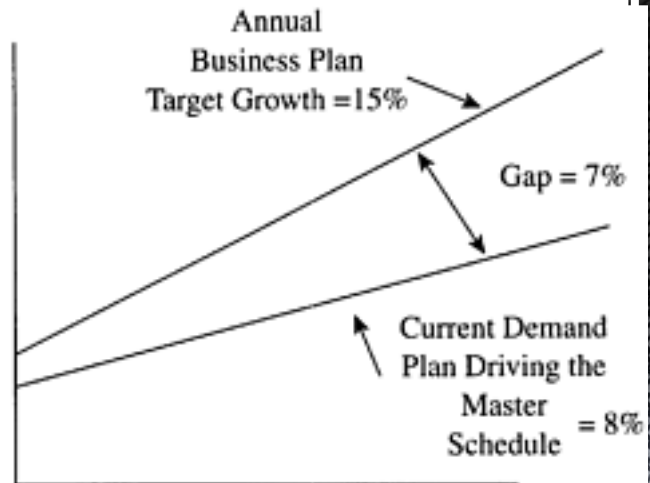 Annual
Business Plan
Target Growth =15%
Gap = 7%
Current Demand
Plan Driving the
Master
Schedule = 8%